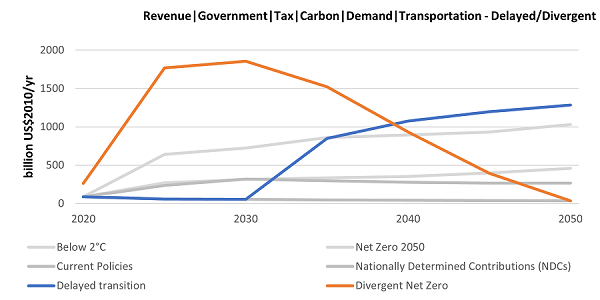 Revenue|Government|Tax|Carbon|Demand|Transportation - Delayed/Divergent
billion US$2010/yr
2000
1500
1000
500
0
2020
2030
2040
2050
Below 2°C
Net Zero 2050
Current Policies
Nationally Determined Contributions (NDCs)
Delayed transition
Divergent Net Zero